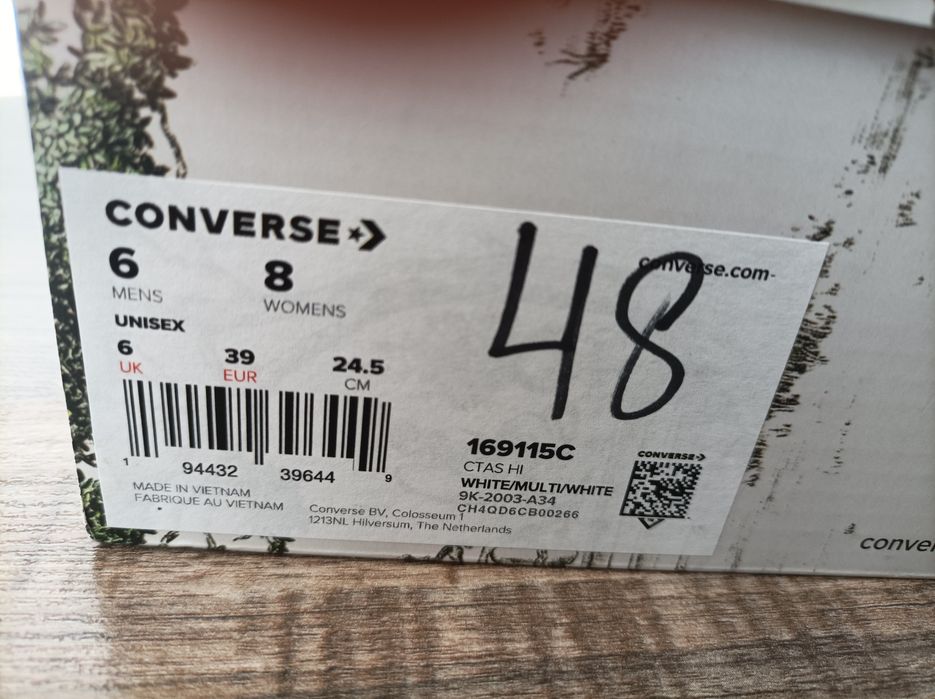 CONVERSE
6
MENS
8
WOMENS
UNISEX
6
UK
39
EUR
24.5
CM
1 94432 39644 9
MADE IN VIETNAM
FABRIQUE AU VIETNAM
Converse BV, Colosseum 1
1213NL Hilversum, The Netherlands
converse.com
48
169115C
CTAS HI
WHITE/MULTI/WHITE
9K-2003-A34
CH4QD6CB00266
CONVERSE